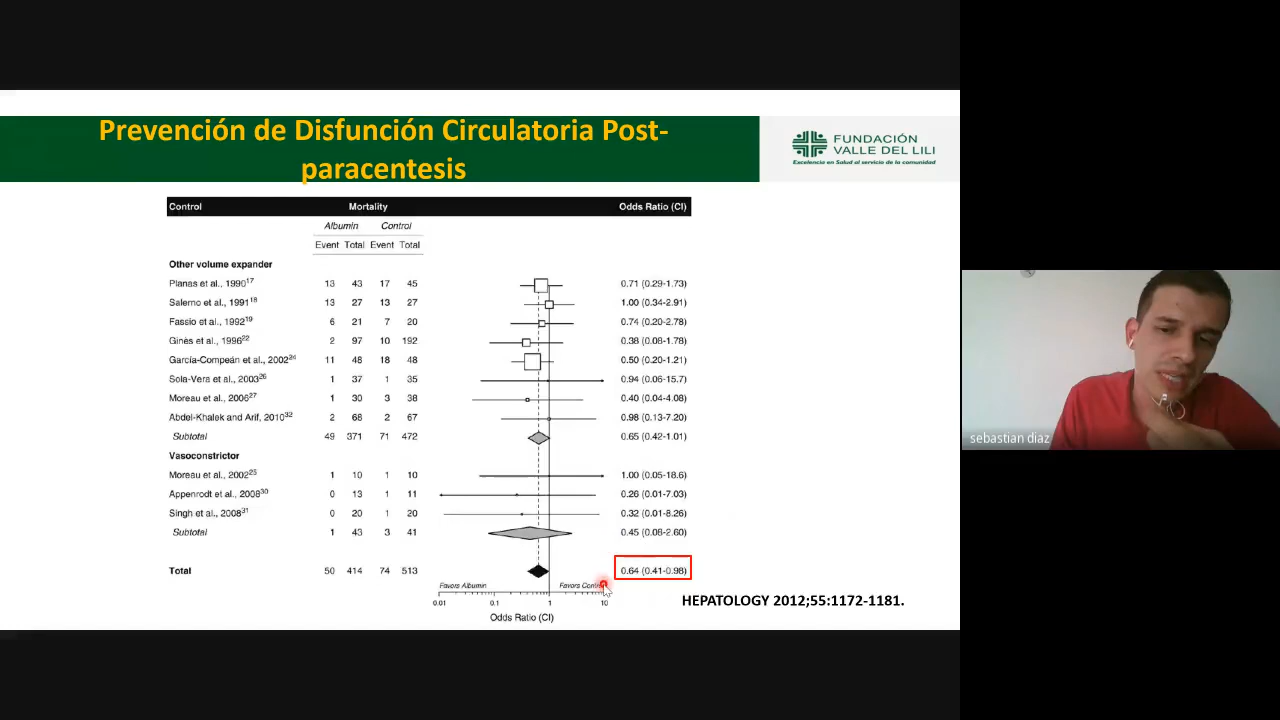 Prevención de Disfunción Circulatoria Post-
paracentesis
FUNDACIÓN
VALLE DEL LILI
Excelencia en Salud al servicio de la comunidad
Control Mortality Odds Ratio (CI)
Albumin Control
Event Total Event Total
Other volume expander
Planas et al., 1990¹⁷ 13 43 17 45 0.71 (0.29-1.73)
Salerno et al., 1991¹⁸ 13 27 13 27 1.00 (0.34-2.91)
Fassio et al., 1992¹⁹ 6 21 7 20 0.74 (0.20-2.78)
Ginès et al., 1996²² 2 97 10 192 0.38 (0.08-1.78)
García-Compeán et al., 2002²⁴ 11 48 18 48 0.50 (0.20-1.21)
Sola-Vera et al., 2003²⁶ 1 37 1 35 0.94 (0.06-15.7)
Moreau et al., 2006²⁷ 1 30 3 38 0.40 (0.04-4.08)
Abdel-Khalek and Arif, 2010³² 2 68 2 67 0.98 (0.13-7.20)
Subtotal 49 371 71 472 0.65 (0.42-1.01)
Vasoconstrictor
Moreau et al., 2002²⁵ 1 10 1 10 1.00 (0.05-18.6)
Appenrodt et al., 2008³⁰ 0 13 1 11 0.26 (0.01-7.03)
Singh et al., 2008³¹ 0 20 1 20 0.32 (0.01-8.26)
Subtotal 1 43 3 41 0.45 (0.08-2.60)
Total 50 414 74 513 0.64 (0.41-0.98)
Favors Albumin Favors Control
0.01 0.1 1 10
Odds Ratio (CI)
HEPATOLOGY 2012;55:1172-1181.
sebastian diaz